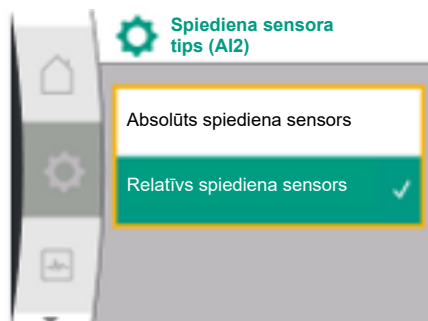 Spiediena sensora
tips (AI2)
Absolūts spiediena sensors
Relatīvs spiediena sensors